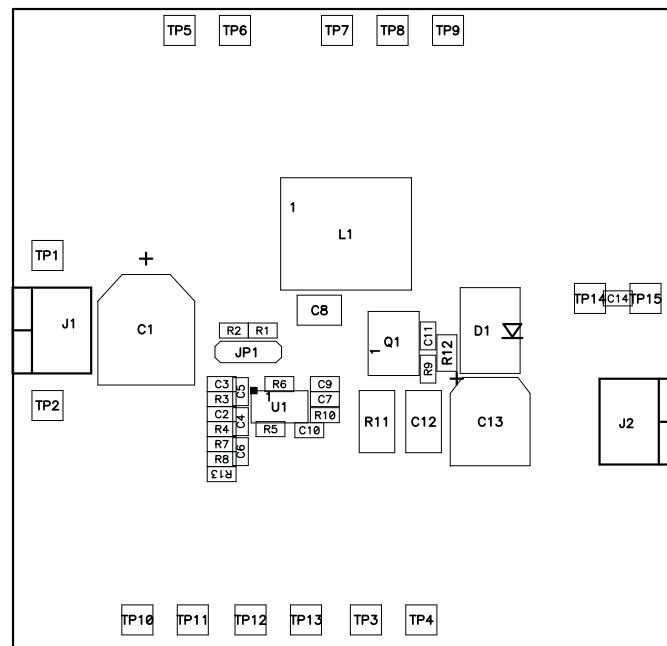 TP5 TP6 TP7 TP8 TP9
1
L1
TP1
+
J1
C1
C8
TP14 C14 TP15
R2 R1
JP1
Q1
1
C11
R9
R12
D1
+
C3
R3
C2
R4
R7
R8
R13
C5
C4
C6
R6
1
U1
R5
C10
C9
C7
R10
TP2
R11
C12
C13
J2
TP10 TP11 TP12 TP13 TP3 TP4